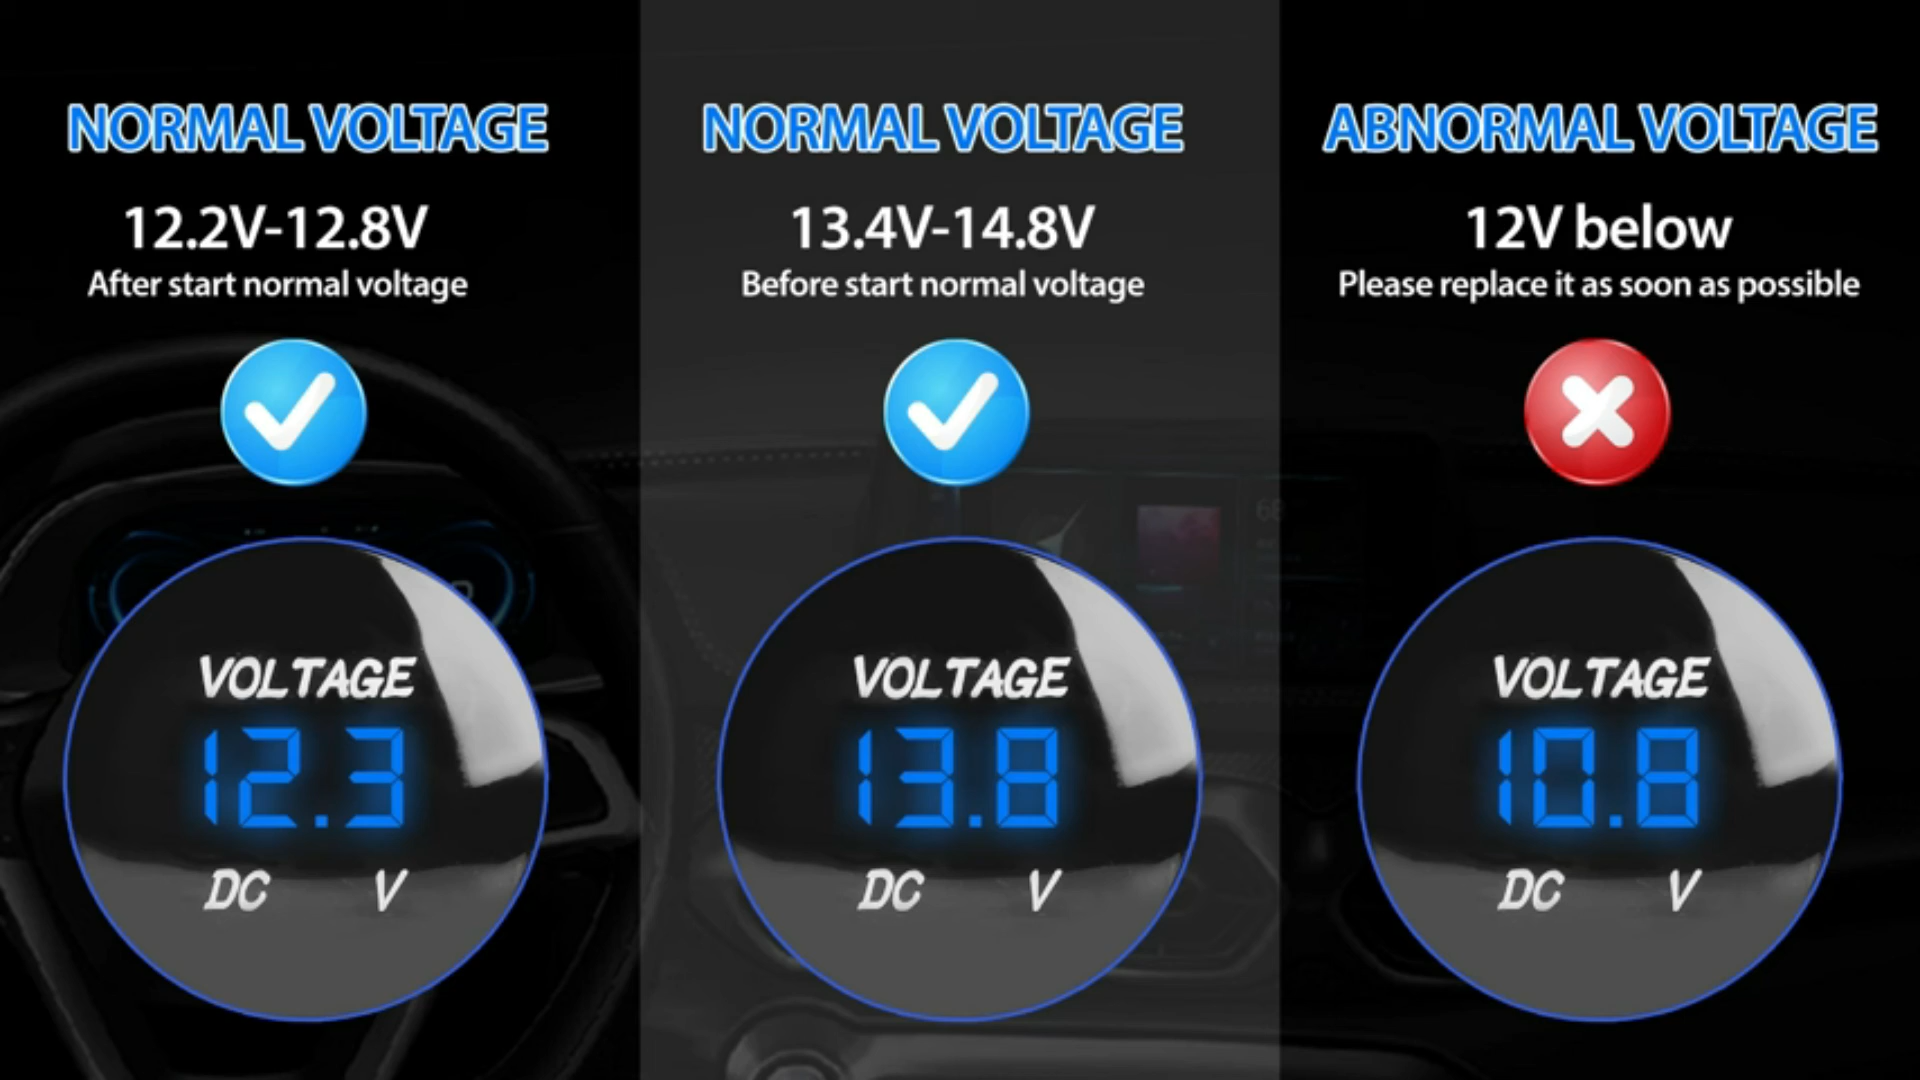 NORMAL VOLTAGE
12.2V-12.8V
After start normal voltage
VOLTAGE
12.3
DC V
NORMAL VOLTAGE
13.4V-14.8V
Before start normal voltage
VOLTAGE
13.8
DC V
ABNORMAL VOLTAGE
12V below
Please replace it as soon as possible
VOLTAGE
10.8
DC V